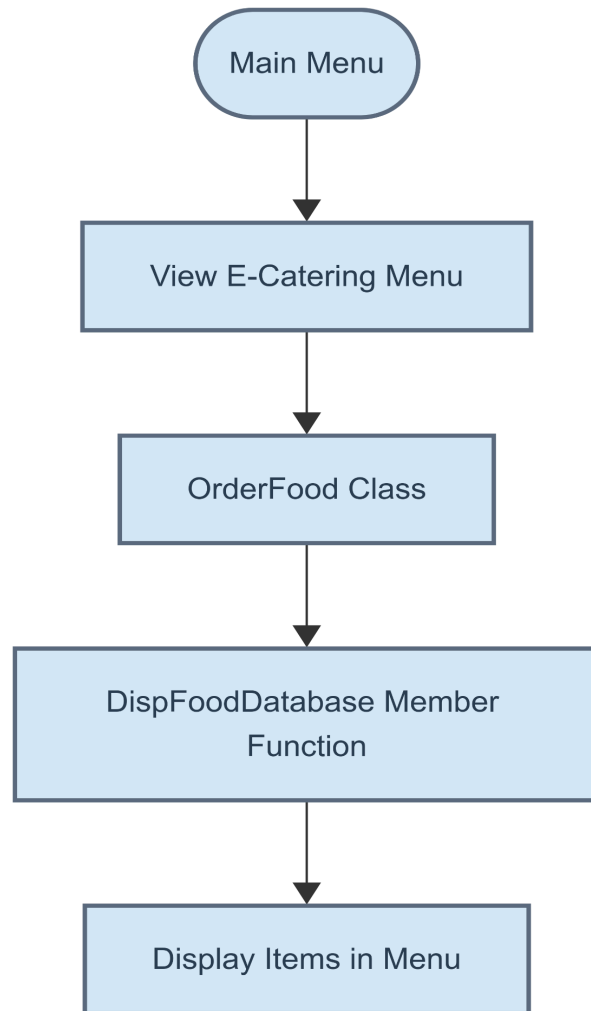 Main Menu
View E-Catering Menu
OrderFood Class
DispFoodDatabase Member
Function
Display Items in Menu